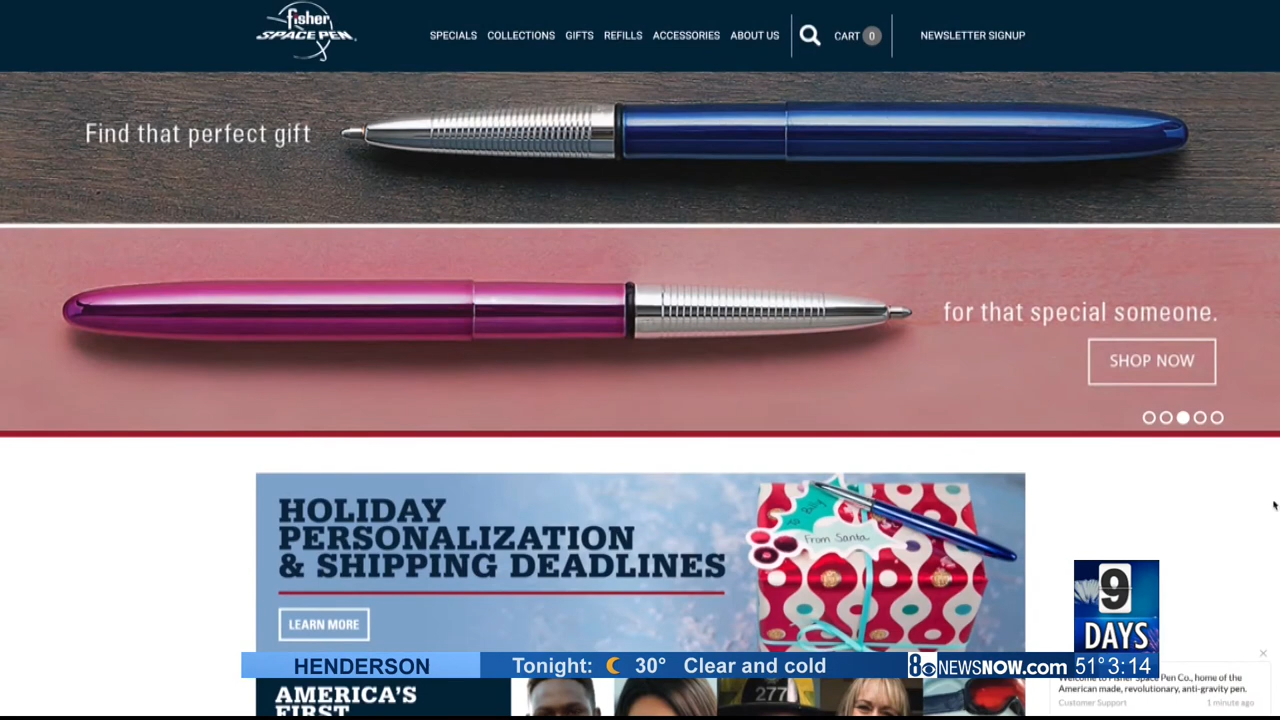 fisher
SPACE PEN
SPECIALS COLLECTIONS GIFTS REFILLS ACCESSORIES ABOUT US CART 0 NEWSLETTER SIGNUP
Find that perfect gift
for that special someone.
SHOP NOW
HOLIDAY
PERSONALIZATION
& SHIPPING DEADLINES
From Santa
LEARN MORE
9
DAYS
HENDERSON Tonight: 30° Clear and cold 8 NEWSNOW.com 51° 3:14
Welcome to Fisher Space Pen Co., home of the
American made, revolutionary, anti-gravity pen.
Customer Support 1 minute ago
AMERICA'S
FIRST
277